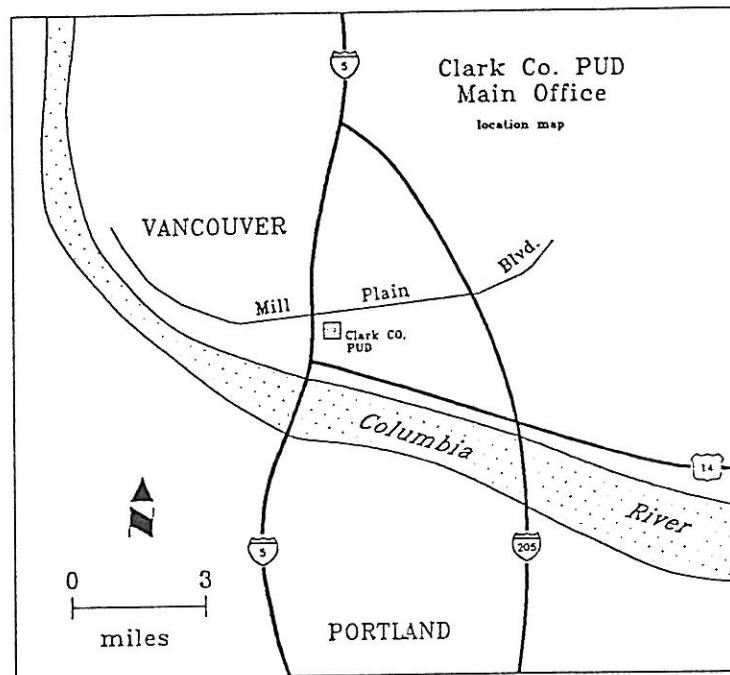 5
Clark Co. PUD
Main Office
location map
VANCOUVER
Mill Plain Blvd.
Clark Co.
PUD
Columbia
River
14
5
205
N
0 3
miles
PORTLAND